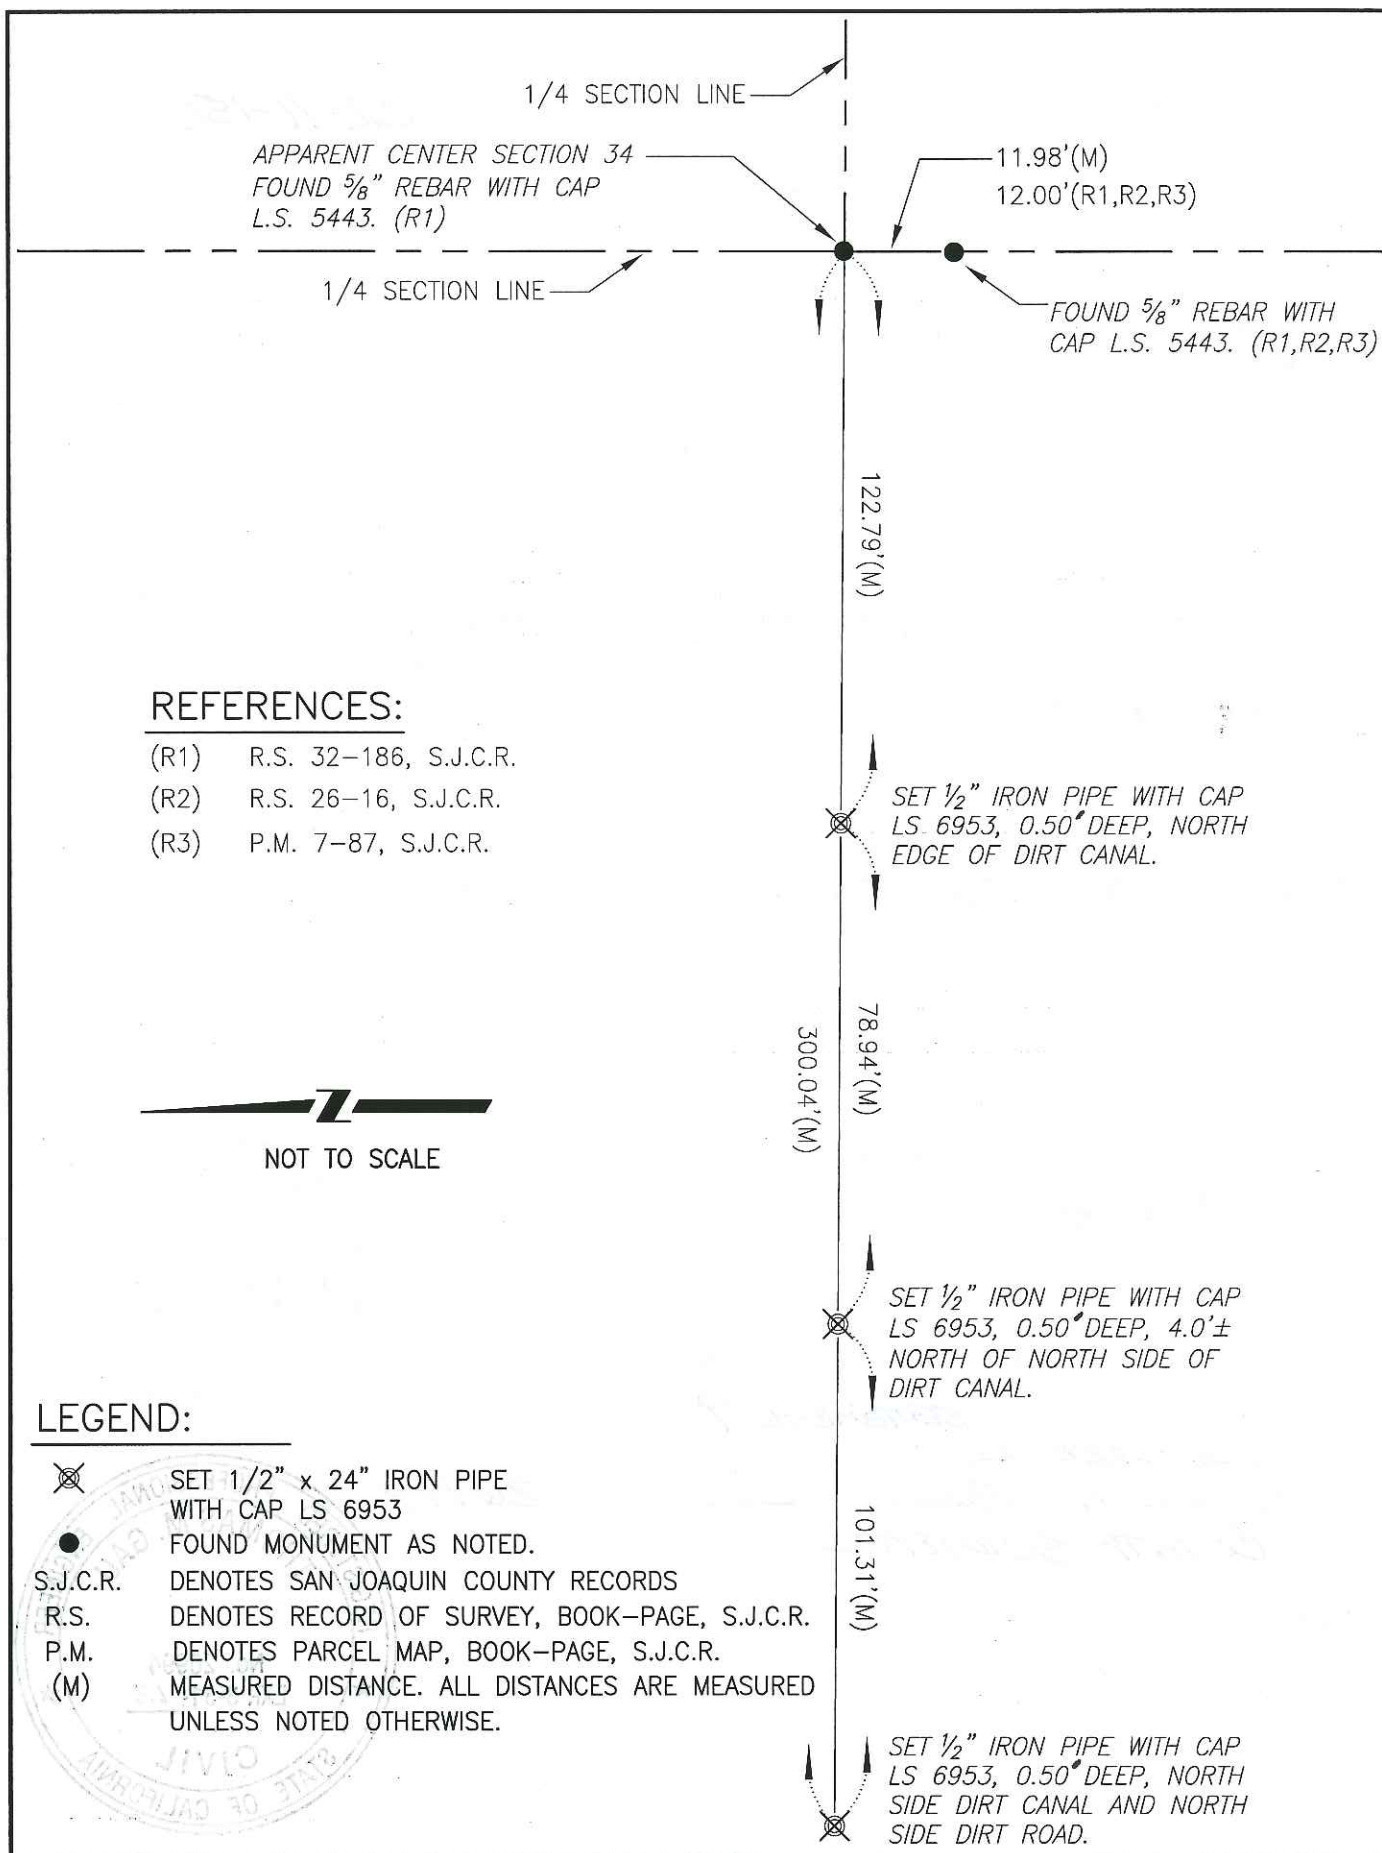 1/4 SECTION LINE
APPARENT CENTER SECTION 34
FOUND 5/8" REBAR WITH CAP
L.S. 5443. (R1)
11.98'(M)
12.00'(R1,R2,R3)
1/4 SECTION LINE
FOUND 5/8" REBAR WITH
CAP L.S. 5443. (R1,R2,R3)
122.79'(M)
REFERENCES:
(R1) R.S. 32-186, S.J.C.R.
(R2) R.S. 26-16, S.J.C.R.
(R3) P.M. 7-87, S.J.C.R.
SET 1/2" IRON PIPE WITH CAP
LS 6953, 0.50' DEEP, NORTH
EDGE OF DIRT CANAL.
78.94'(M)
300.04'(M)
Z
NOT TO SCALE
SET 1/2" IRON PIPE WITH CAP
LS 6953, 0.50' DEEP, 4.0'±
NORTH OF NORTH SIDE OF
DIRT CANAL.
LEGEND:
SET 1/2" x 24" IRON PIPE
WITH CAP LS 6953
FOUND MONUMENT AS NOTED.
S.J.C.R. DENOTES SAN JOAQUIN COUNTY RECORDS
R.S. DENOTES RECORD OF SURVEY, BOOK-PAGE, S.J.C.R.
P.M. DENOTES PARCEL MAP, BOOK-PAGE, S.J.C.R.
(M) MEASURED DISTANCE. ALL DISTANCES ARE MEASURED
UNLESS NOTED OTHERWISE.
101.31'(M)
SET 1/2" IRON PIPE WITH CAP
LS 6953, 0.50' DEEP, NORTH
SIDE DIRT CANAL AND NORTH
SIDE DIRT ROAD.
CIVIL
STATE OF CALIFORNIA